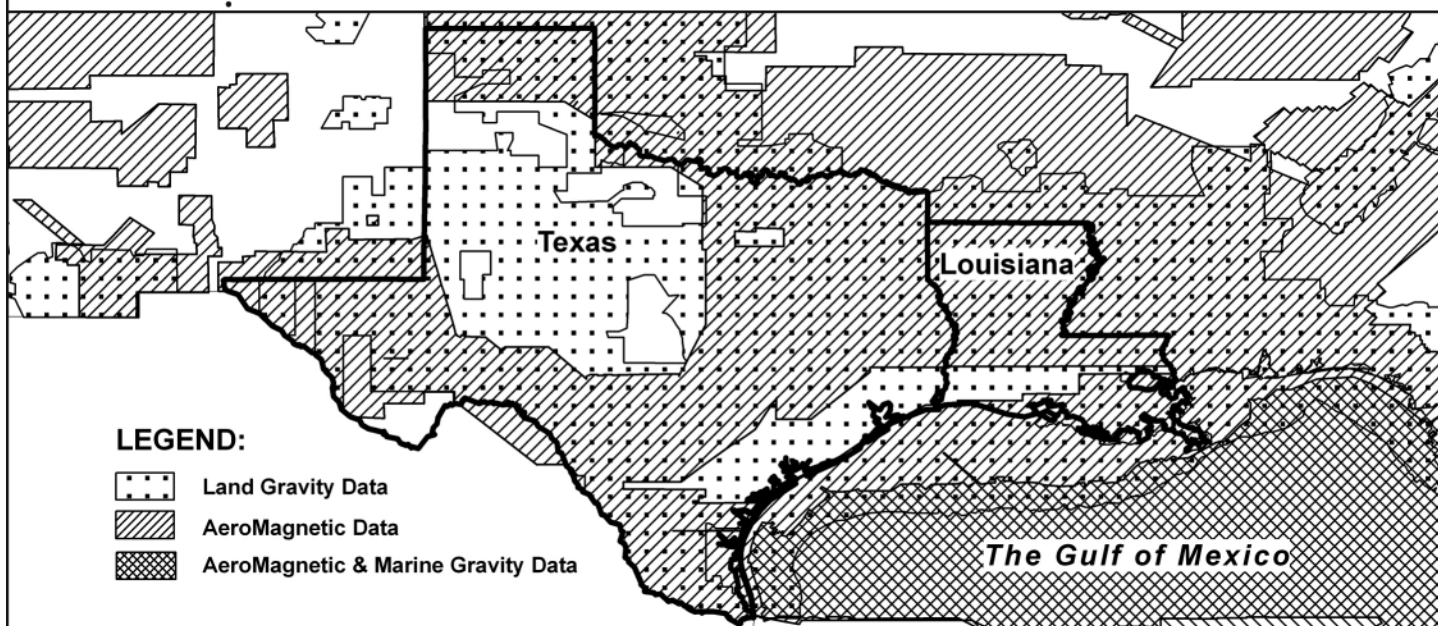 Texas
Louisiana
LEGEND:
Land Gravity Data
AeroMagnetic Data
AeroMagnetic & Marine Gravity Data
The Gulf of Mexico